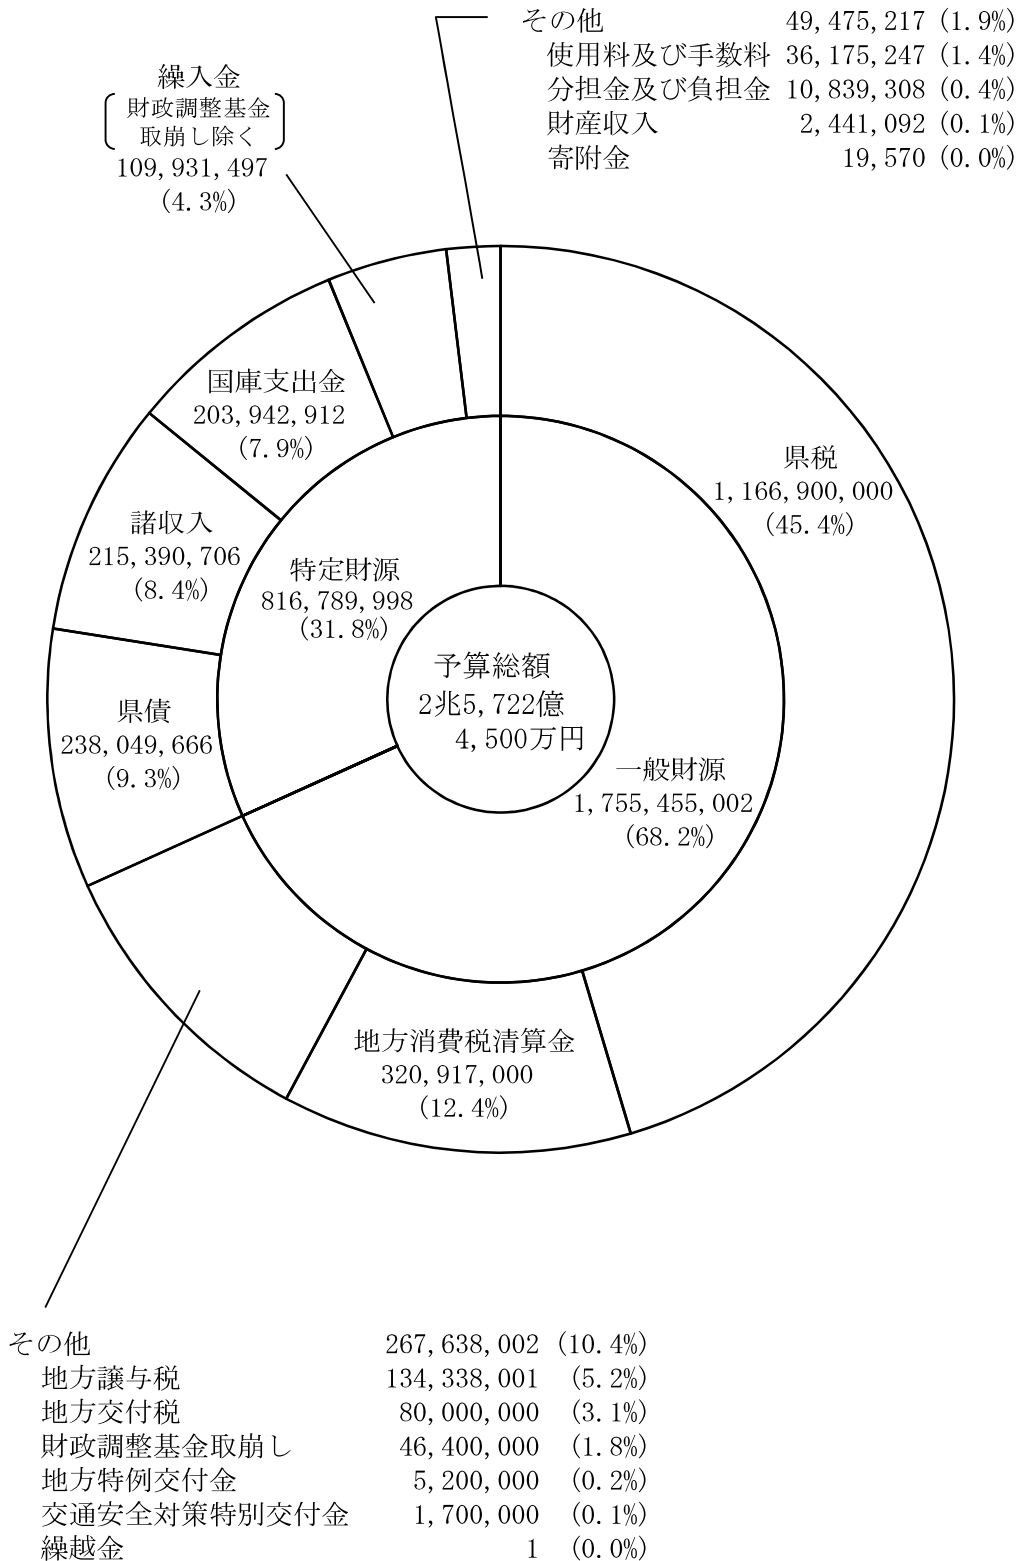 その他 49,475,217 (1.9%)
使用料及び手数料 36,175,247 (1.4%)
分担金及び負担金 10,839,308 (0.4%)
財産収入 2,441,092 (0.1%)
寄附金 19,570 (0.0%)
繰入金
財政調整基金
取崩し除く
109,931,497
(4.3%)
国庫支出金
203,942,912
(7.9%)
県税
1,166,900,000
(45.4%)
諸収入
215,390,706
(8.4%)
特定財源
816,789,998
(31.8%)
予算総額
2兆5,722億
4,500万円
県債
238,049,666
(9.3%)
一般財源
1,755,455,002
(68.2%)
地方消費税清算金
320,917,000
(12.4%)
その他 267,638,002 (10.4%)
地方譲与税 134,338,001 (5.2%)
地方交付税 80,000,000 (3.1%)
財政調整基金取崩し 46,400,000 (1.8%)
地方特例交付金 5,200,000 (0.2%)
交通安全対策特別交付金 1,700,000 (0.1%)
繰越金 1 (0.0%)